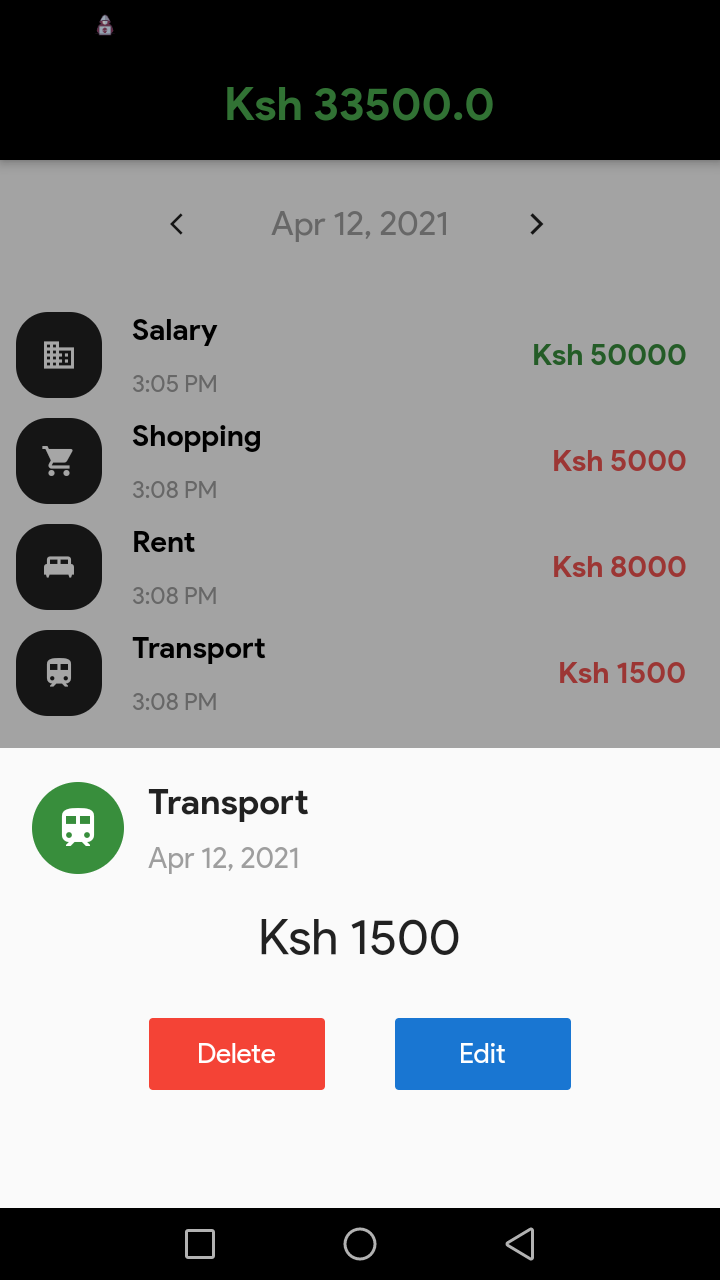 Ksh 33500.0
Apr 12, 2021
Salary
3:05 PM
Ksh 50000
Shopping
3:08 PM
Ksh 5000
Rent
3:08 PM
Ksh 8000
Transport
3:08 PM
Ksh 1500
Transport
Apr 12, 2021
Ksh 1500
Delete
Edit